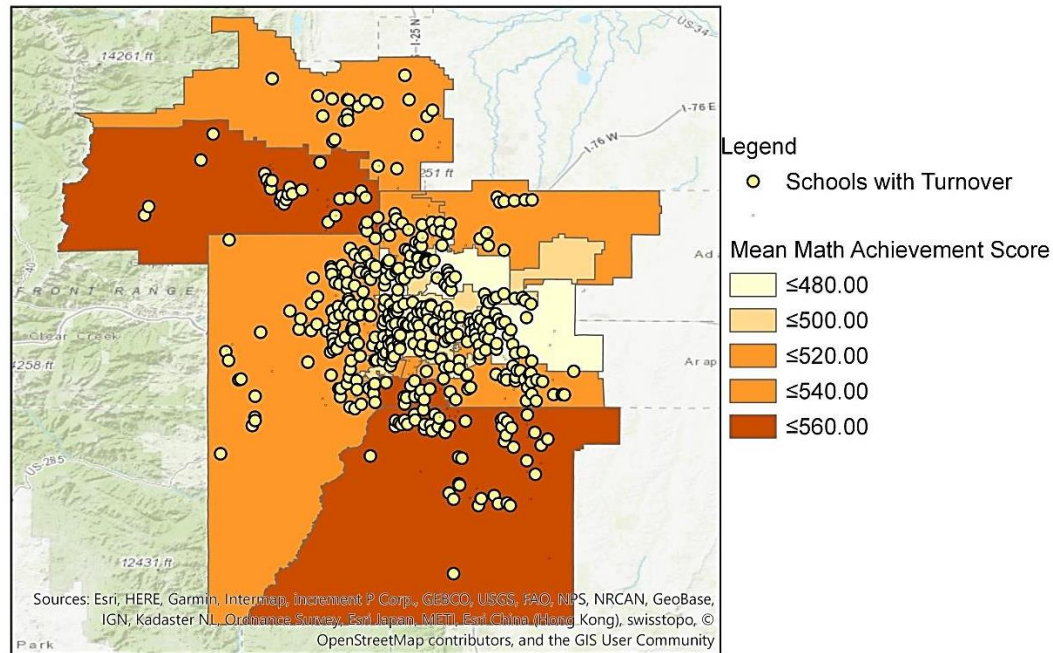 14261 ft
I-25 N
US-34
I-76 E
I-76 W
251 ft
Legend
Schools with Turnover
Mean Math Achievement Score
≤480.00
≤500.00
≤520.00
≤540.00
≤560.00
Ad
FRONT RANGE
Clear Creek
4258 ft
Arap
US-285
12431 ft
Sources: Esri, HERE, Garmin, Intermap, increment P Corp., GEBCO, USGS, FAO, NPS, NRCAN, GeoBase,
IGN, Kadaster NL, Ordnance Survey, Esri Japan, METI, Esri China (Hong Kong), swisstopo, ©
OpenStreetMap contributors, and the GIS User Community
Park